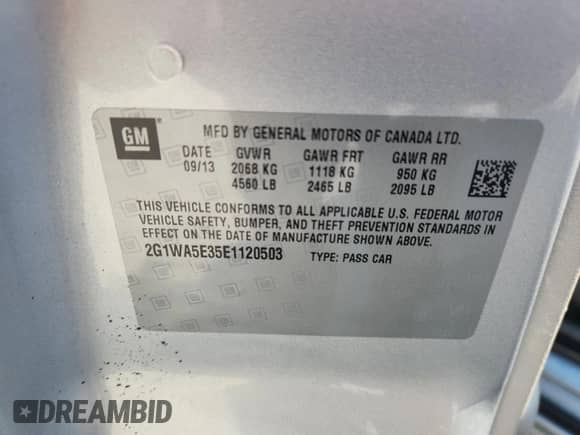 GM
MFD BY GENERAL MOTORS OF CANADA LTD.
DATE GVWR GAWR FRT GAWR RR
09/13 2068 KG 1118 KG 950 KG
4560 LB 2465 LB 2095 LB
THIS VEHICLE CONFORMS TO ALL APPLICABLE U.S. FEDERAL MOTOR
VEHICLE SAFETY, BUMPER, AND THEFT PREVENTION STANDARDS IN
EFFECT ON THE DATE OF MANUFACTURE SHOWN ABOVE.
2G1WA5E35E1120503 TYPE: PASS CAR
DREAMBID